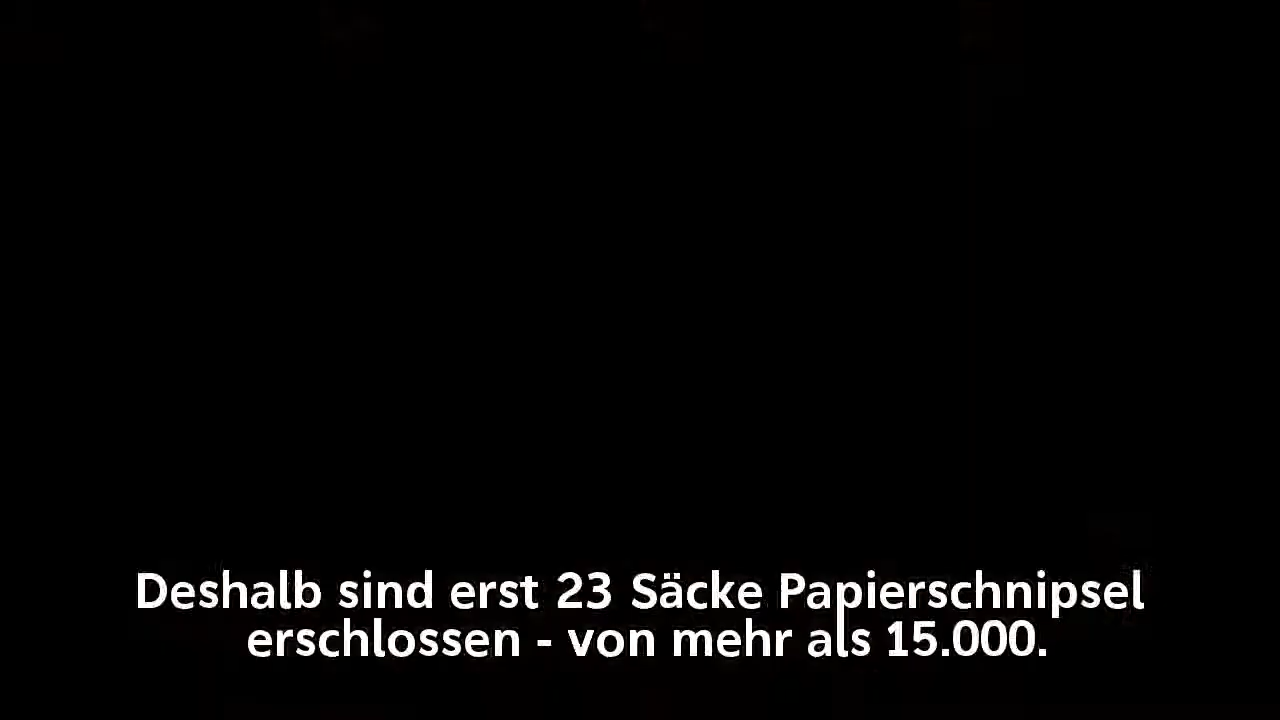 Deshalb sind erst 23 Säcke Papierschnipsel
erschlossen - von mehr als 15.000.